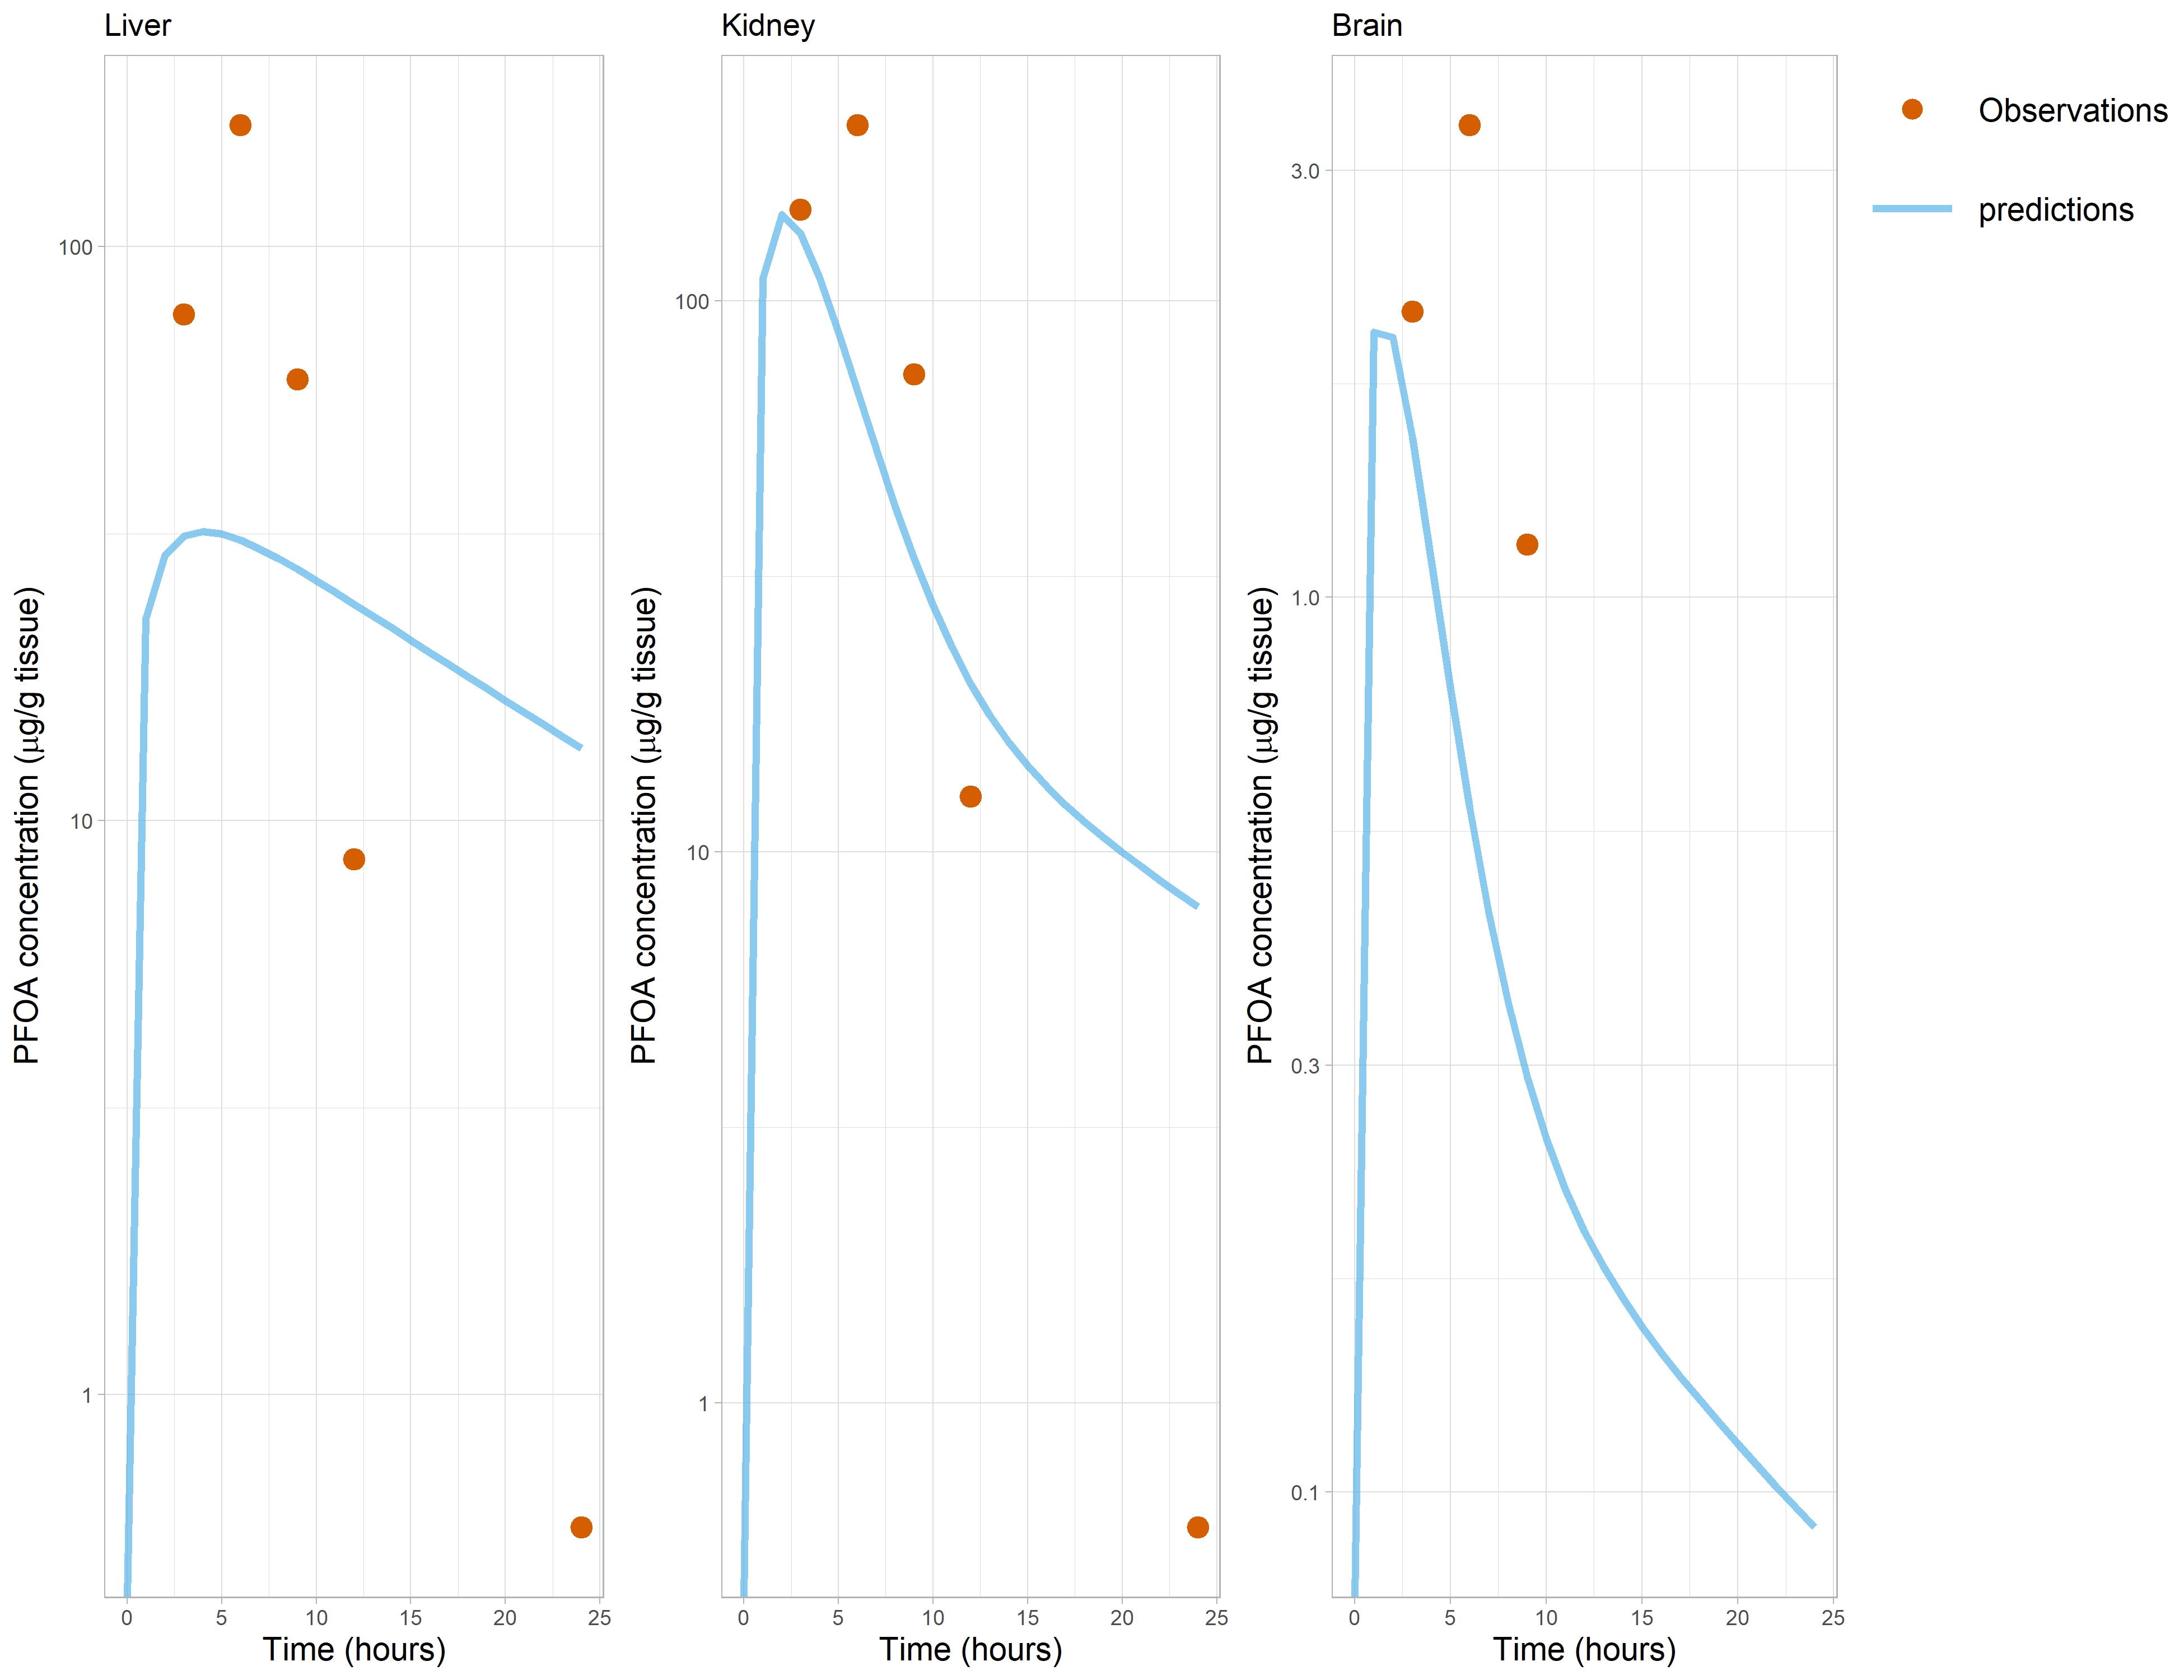 Liver
PFOA concentration (μg/g tissue)
100
10
1
0 5 10 15 20 25
Time (hours)
Kidney
PFOA concentration (μg/g tissue)
100
10
1
0 5 10 15 20 25
Time (hours)
Brain
PFOA concentration (μg/g tissue)
3.0
1.0
0.3
0.1
0 5 10 15 20 25
Time (hours)
Observations
predictions